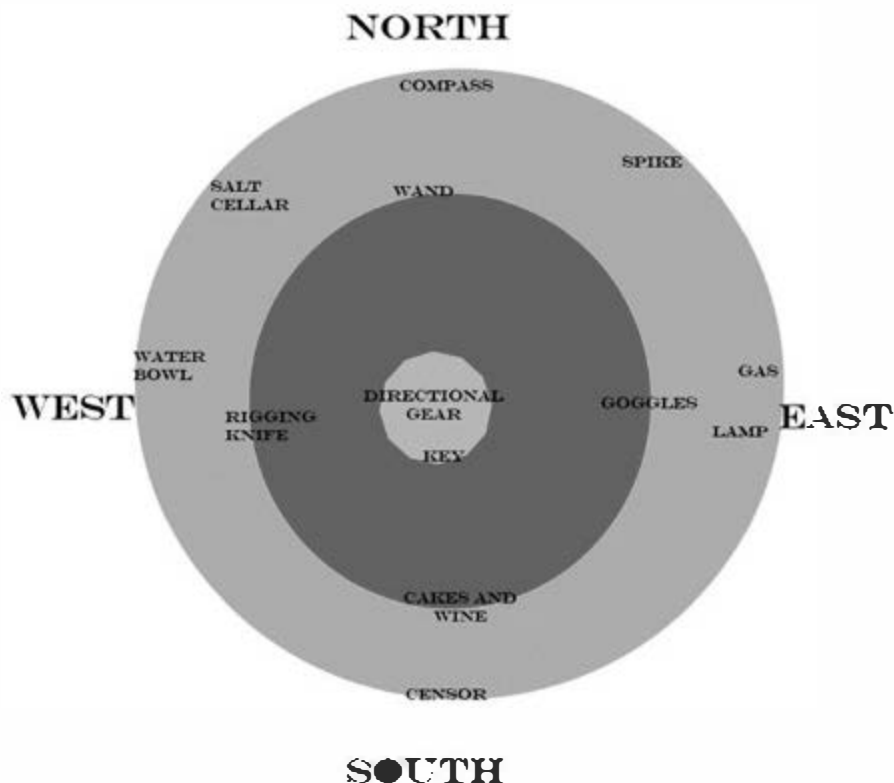 NORTH
COMPASS
SPIKE
SALT
CELLAR
WAND
WATER
BOWL
GAS
WEST
DIRECTIONAL
GEAR
GOGGLES
EAST
RIGGING
KNIFE
LAMP
KEY
CAKES AND
WINE
CENSOR
SOUTH